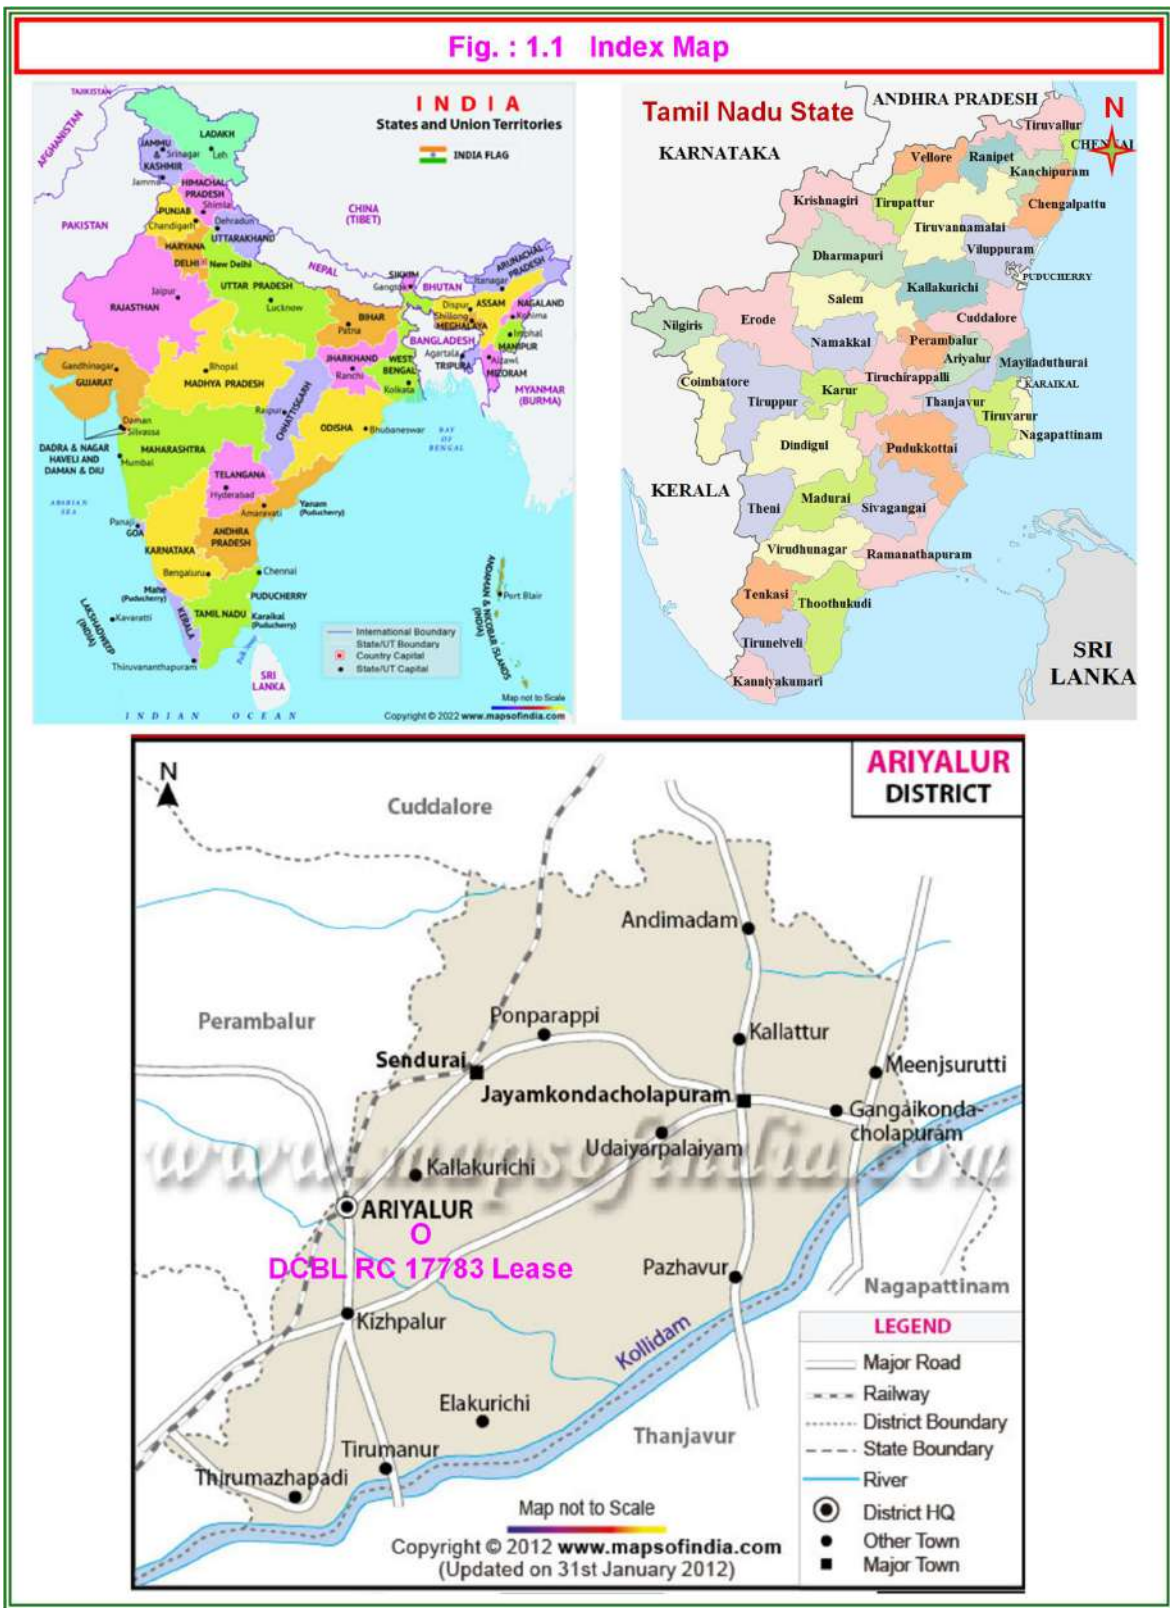 Fig. : 1.1 Index Map
INDIA
States and Union Territories
INDIA FLAG
TAJIKISTAN
AFGHANISTAN
PAKISTAN
CHINA
(TIBET)
NEPAL
BHUTAN
BANGLADESH
MYANMAR
(BURMA)
SRI
LANKA
LADAKH
Leh
JAMMU
&
KASHMIR
Srinagar
Jammu
HIMACHAL
PRADESH
Shimla
PUNJAB
Chandigarh
Dehradun
UTTARAKHAND
HARYANA
DELHI
New Delhi
UTTAR PRADESH
Lucknow
RAJASTHAN
Jaipur
BIHAR
Patna
SIKKIM
Gangtok
ARUNACHAL
PRADESH
Itanagar
ASSAM
Dispur
NAGALAND
Kohima
Shillong
MEGHALAYA
Imphal
MANIPUR
Agartala
TRIPURA
Aizawl
MIZORAM
JHARKHAND
Ranchi
WEST
BENGAL
Kolkata
Gandhinagar
GUJARAT
Bhopal
MADHYA PRADESH
Raipur
CHHATTISGARH
ODISHA
Bhubaneswar
Daman
Silvassa
DADRA & NAGAR
HAVELI AND
DAMAN & DIU
MAHARASHTRA
Mumbai
TELANGANA
Hyderabad
Amaravati
Yanam
(Puducherry)
ANDHRA
PRADESH
Panaji
GOA
KARNATAKA
Bengaluru
Chennai
Mahe
(Puducherry)
PUDUCHERRY
KERALA
TAMIL NADU
Karaikal
(Puducherry)
Thiruvananthapuram
LAKSHADWEEP
(INDIA)
Kavaratti
ANDAMAN & NICOBAR ISLANDS
(INDIA)
Port Blair
ARABIAN
SEA
BAY
OF
BENGAL
INDIAN OCEAN
International Boundary
State/UT Boundary
Country Capital
State/UT Capital
Map not to Scale
Copyright © 2022 www.mapsofindia.com
Tamil Nadu State
N
ANDHRA PRADESH
KARNATAKA
KERALA
SRI
LANKA
Tiruvallur
CHENNAI
Vellore
Ranipet
Kanchipuram
Krishnagiri
Tirupattur
Chengalpattu
Tiruvannamalai
Dharmapuri
Viluppuram
PUDUCHERRY
Kallakurichi
Salem
Cuddalore
Nilgiris
Erode
Namakkal
Perambalur
Ariyalur
Mayiladuthurai
Coimbatore
Tiruchirappalli
KARAIKAL
Karur
Tiruppur
Thanjavur
Tiruvarur
Nagapattinam
Dindigul
Pudukkottai
Madurai
Theni
Sivagangai
Virudhunagar
Ramanathapuram
Tenkasi
Thoothukudi
Tirunelveli
Kanniyakumari
ARIYALUR
DISTRICT
N
Cuddalore
Andimadam
Perambalur
Ponparappi
Kallattur
Sendurai
Meenjsurutti
Jayamkondacholapuram
Gangaikonda-
cholapuram
www.mapsofindia.com
Udaiyarpalaiyam
Kallakurichi
ARIYALUR
O
DCBL RC 17783 Lease
Pazhavur
Nagapattinam
Kizhpalur
Kollidam
Elakurichi
Thanjavur
Tirumanur
Thirumazhapadi
LEGEND
Major Road
Railway
District Boundary
State Boundary
River
District HQ
Other Town
Major Town
Map not to Scale
Copyright © 2012 www.mapsofindia.com
(Updated on 31st January 2012)